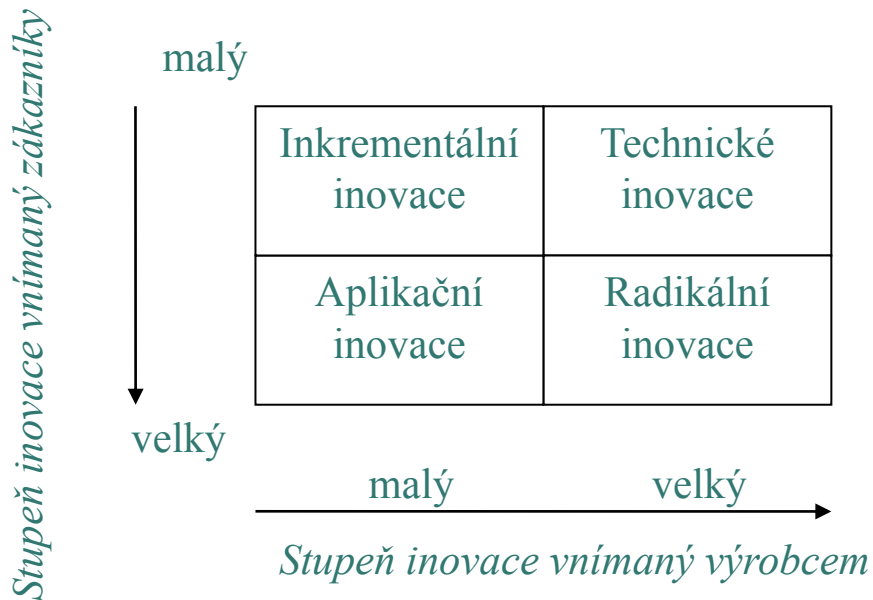 Stupeň inovace vnímaný zákazníky
malý
Inkrementální
inovace
Technické
inovace
Aplikační
inovace
Radikální
inovace
velký
malý
velký
Stupeň inovace vnímaný výrobcem